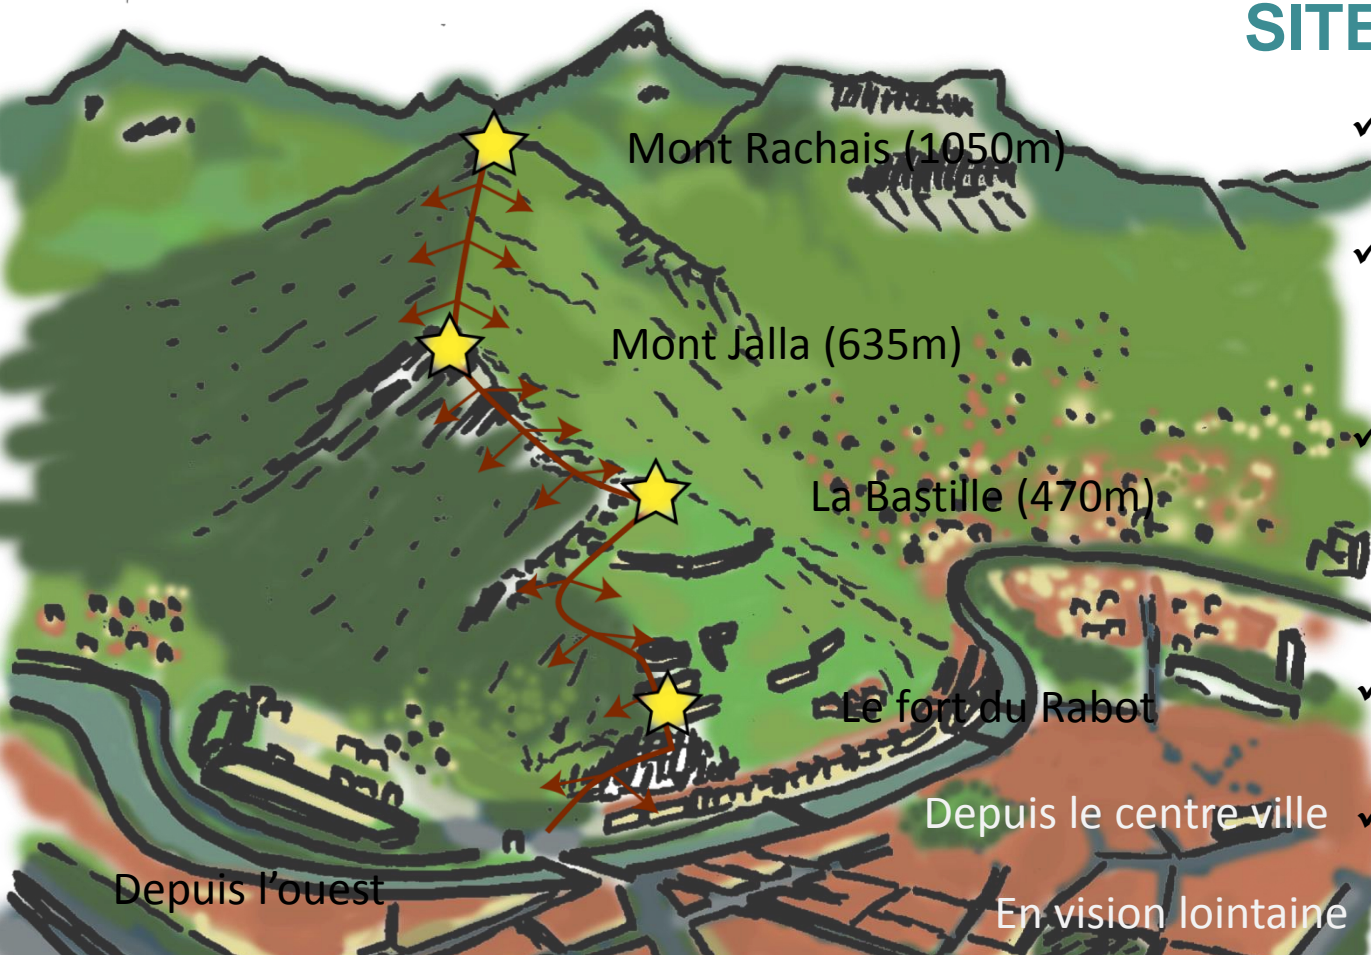 SITE
Mont Rachais (1050m)
Mont Jalla (635m)
La Bastille (470m)
Le fort du Rabot
Depuis le centre ville
Depuis l'ouest
En vision lointaine